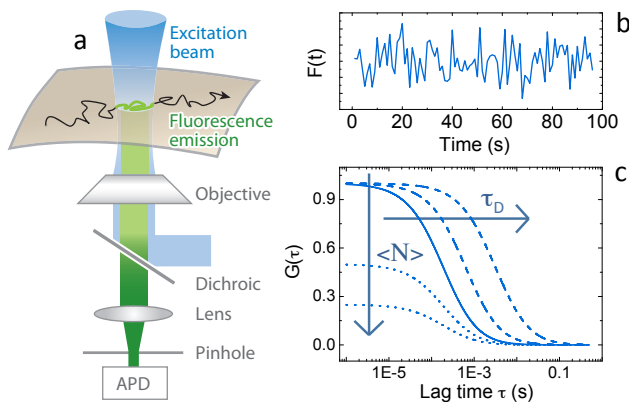 a
Excitation
beam
Fluorescence
emission
Objective
Dichroic
Lens
Pinhole
APD
b
F(t)
0 20 40 60 80 100
Time (s)
c
G(τ)
0.9
0.6
0.3
0.0
τD
<N>
1E-5 1E-3 0.1
Lag time τ (s)